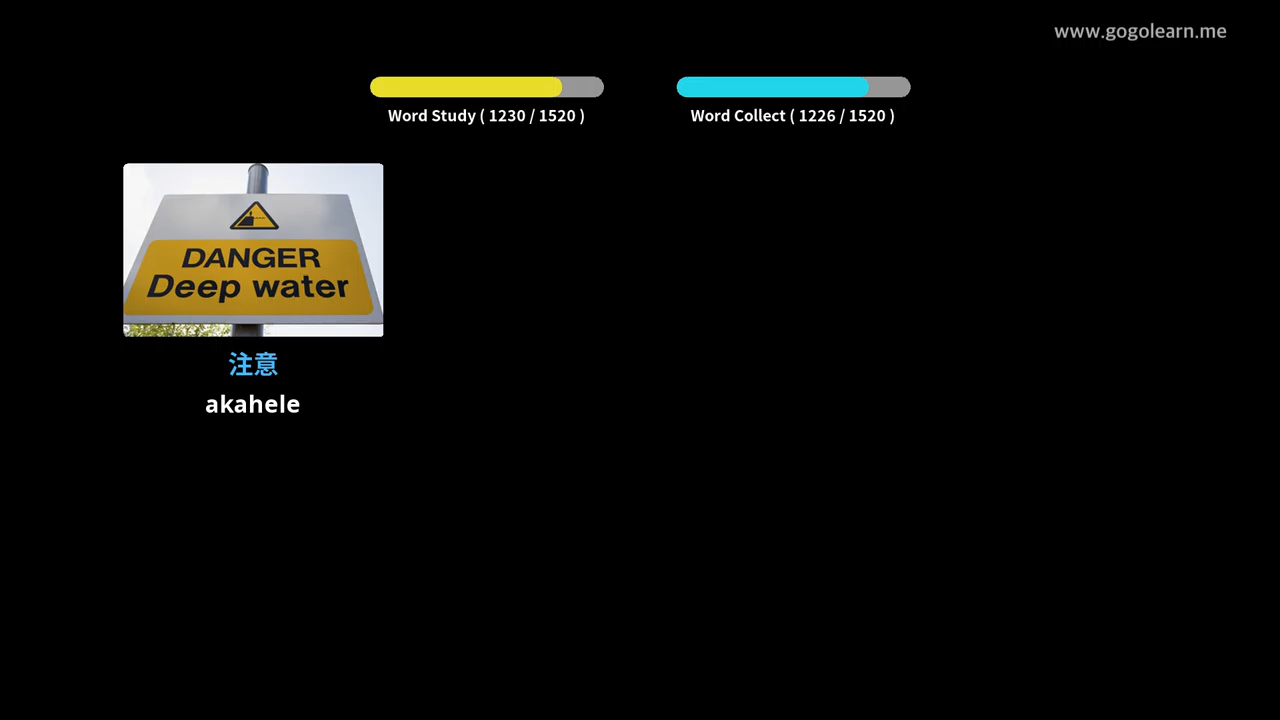 www.gogolearn.me
Word Study ( 1230 / 1520 )
Word Collect ( 1226 / 1520 )
DANGER
Deep water
注意
akahele